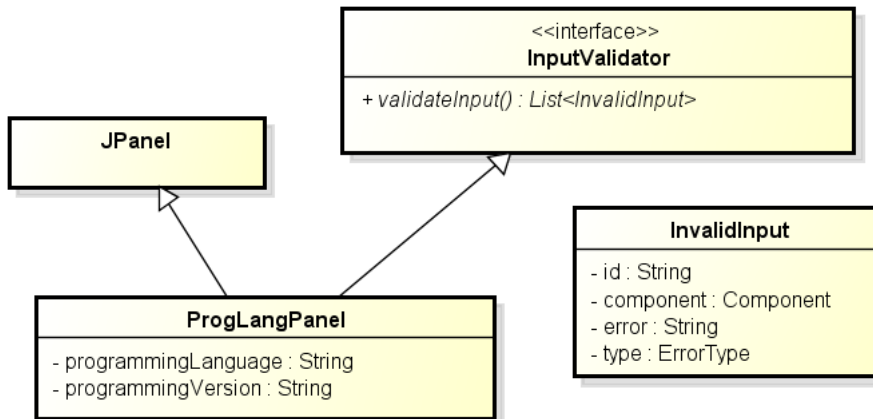 <<interface>>
InputValidator
+ validateInput() : List<InvalidInput>
JPanel
InvalidInput
- id : String
- component : Component
- error : String
- type : ErrorType
ProgLangPanel
- programmingLanguage : String
- programmingVersion : String